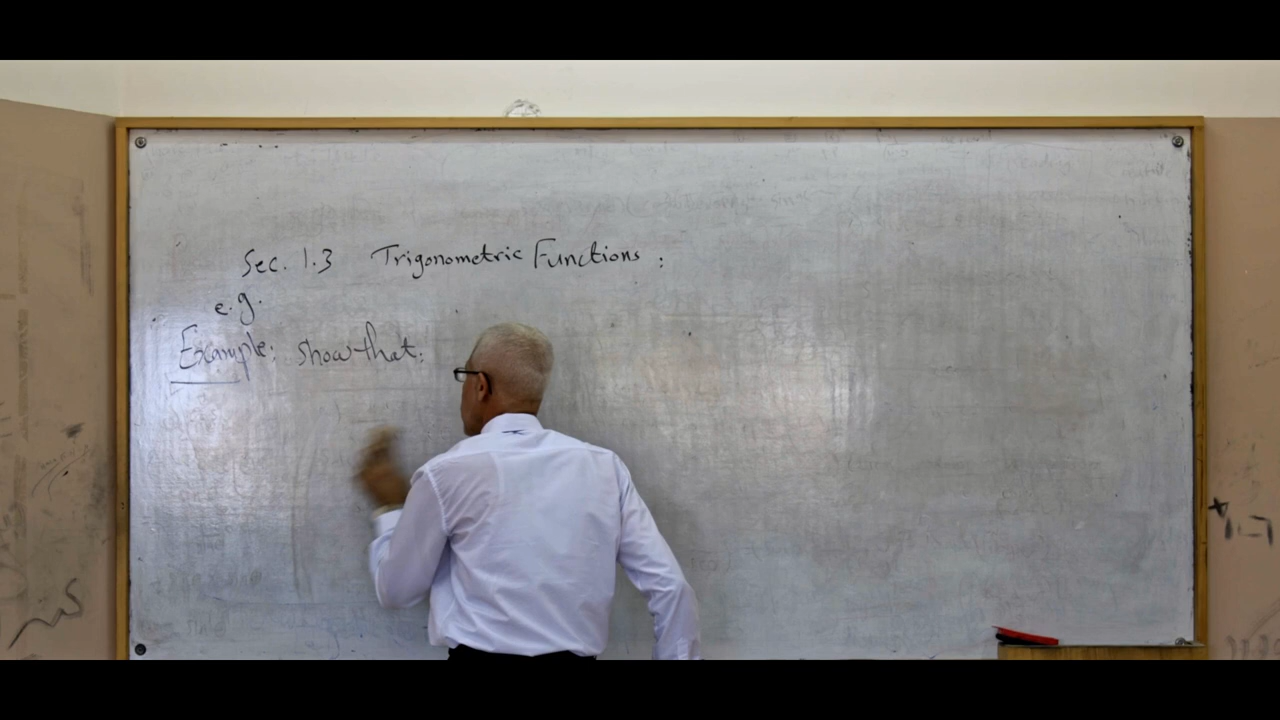 Sec. 1.3 Trigonometric Functions :
e.g.
Example: show that: